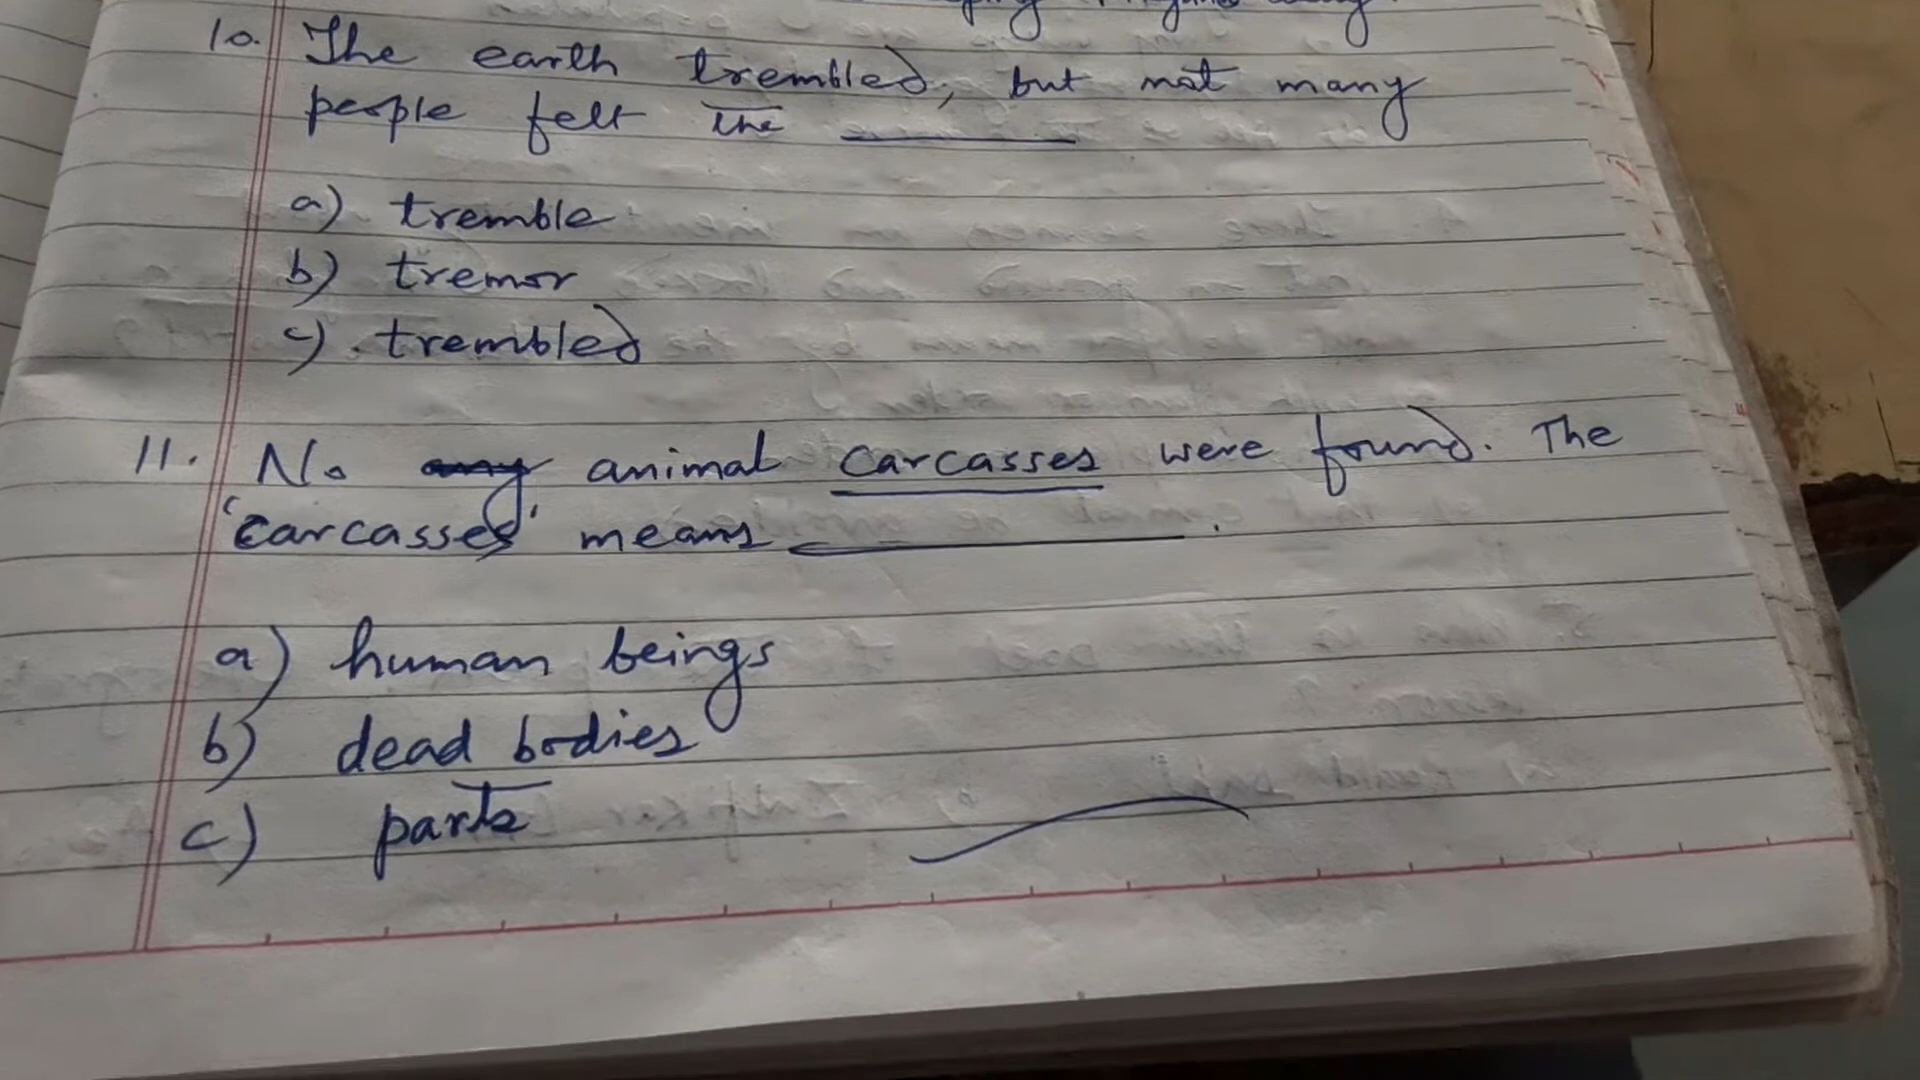 10. The earth trembled, but not many
people felt the ________
a) tremble
b) tremor
c) trembled
11. No animal carcasses were found. The
'carcasses' means ________.
a) human beings
b) dead bodies
c) parts